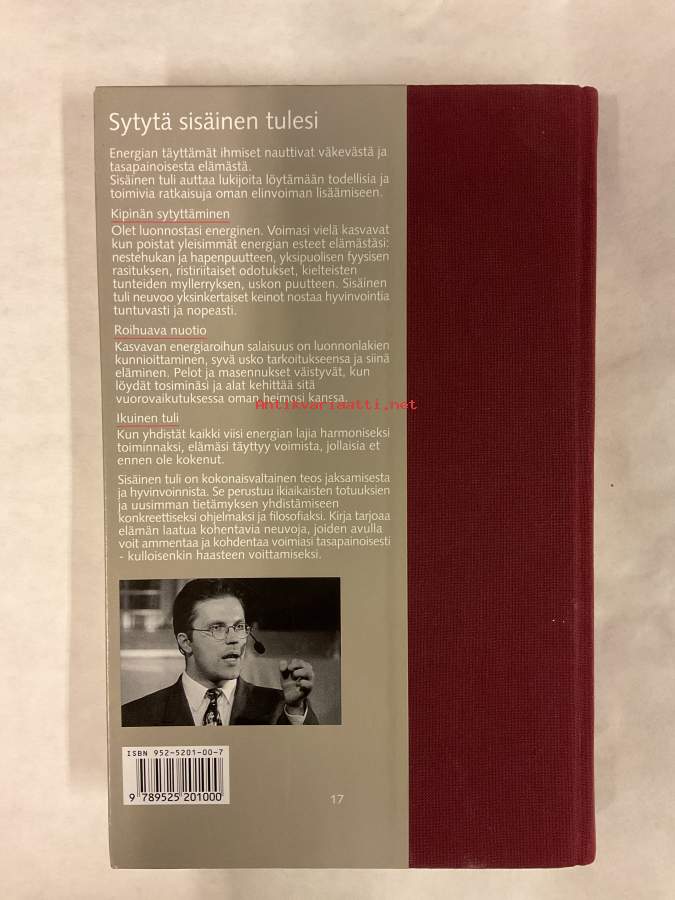 Sytytä sisäinen tulesi
Energian täyttämät ihmiset nauttivat väkevästä ja
tasapainoisesta elämästä.
Sisäinen tuli auttaa lukijoita löytämään todellisia ja
toimivia ratkaisuja oman elinvoiman lisäämiseen.
Kipinän sytyttäminen
Olet luonnostasi energinen. Voimasi vielä kasvavat
kun poistat yleisimmät energian esteet elämästäsi:
nestehukan ja hapenpuutteen, yksipuolisen fyysisen
rasituksen, ristiriitaiset odotukset, kielteisten
tunteiden myllerryksen, uskon puutteen. Sisäinen
tuli neuvoo yksinkertaiset keinot nostaa hyvinvointia
tuntuvasti ja nopeasti.
Roihuava nuotio
Kasvavan energiaroihun salaisuus on luonnonlakien
kunnioittaminen, syvä usko tarkoitukseensa ja siinä
eläminen. Pelot ja masennukset väistyvät, kun
löydät tosiminäsi ja alat kehittää sitä
vuorovaikutuksessa oman heimosi kanssa.
Antikvariaatti.net
Ikuinen tuli
Kun yhdistät kaikki viisi energian lajia harmoniseksi
toiminnaksi, elämäsi täyttyy voimista, jollaisia et
ennen ole kokenut.
Sisäinen tuli on kokonaisvaltainen teos jaksamisesta
ja hyvinvoinnista. Se perustuu ikiaikaisten totuuksien
ja uusimman tietämyksen yhdistämiseen
konkreettiseksi ohjelmaksi ja filosofiaksi. Kirja tarjoaa
elämän laatua kohentavia neuvoja, joiden avulla
voit ammentaa ja kohdentaa voimiasi tasapainoisesti
- kulloisenkin haasteen voittamiseksi.
ISBN 952-5201-00-7
9 789525 201000
17